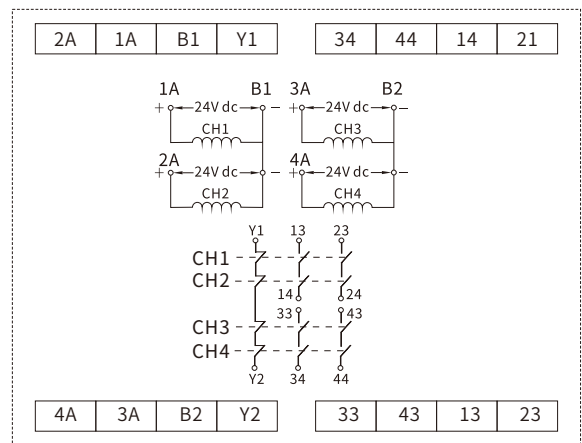 2A 1A B1 Y1 34 44 14 21
1A B1 3A B2
+ 24V dc - + 24V dc -
CH1 CH3
2A 4A
+ 24V dc - + 24V dc -
CH2 CH4
Y1 13 23
CH1
CH2
14 24
33 43
CH3
CH4
Y2 34 44
4A 3A B2 Y2 33 43 13 23